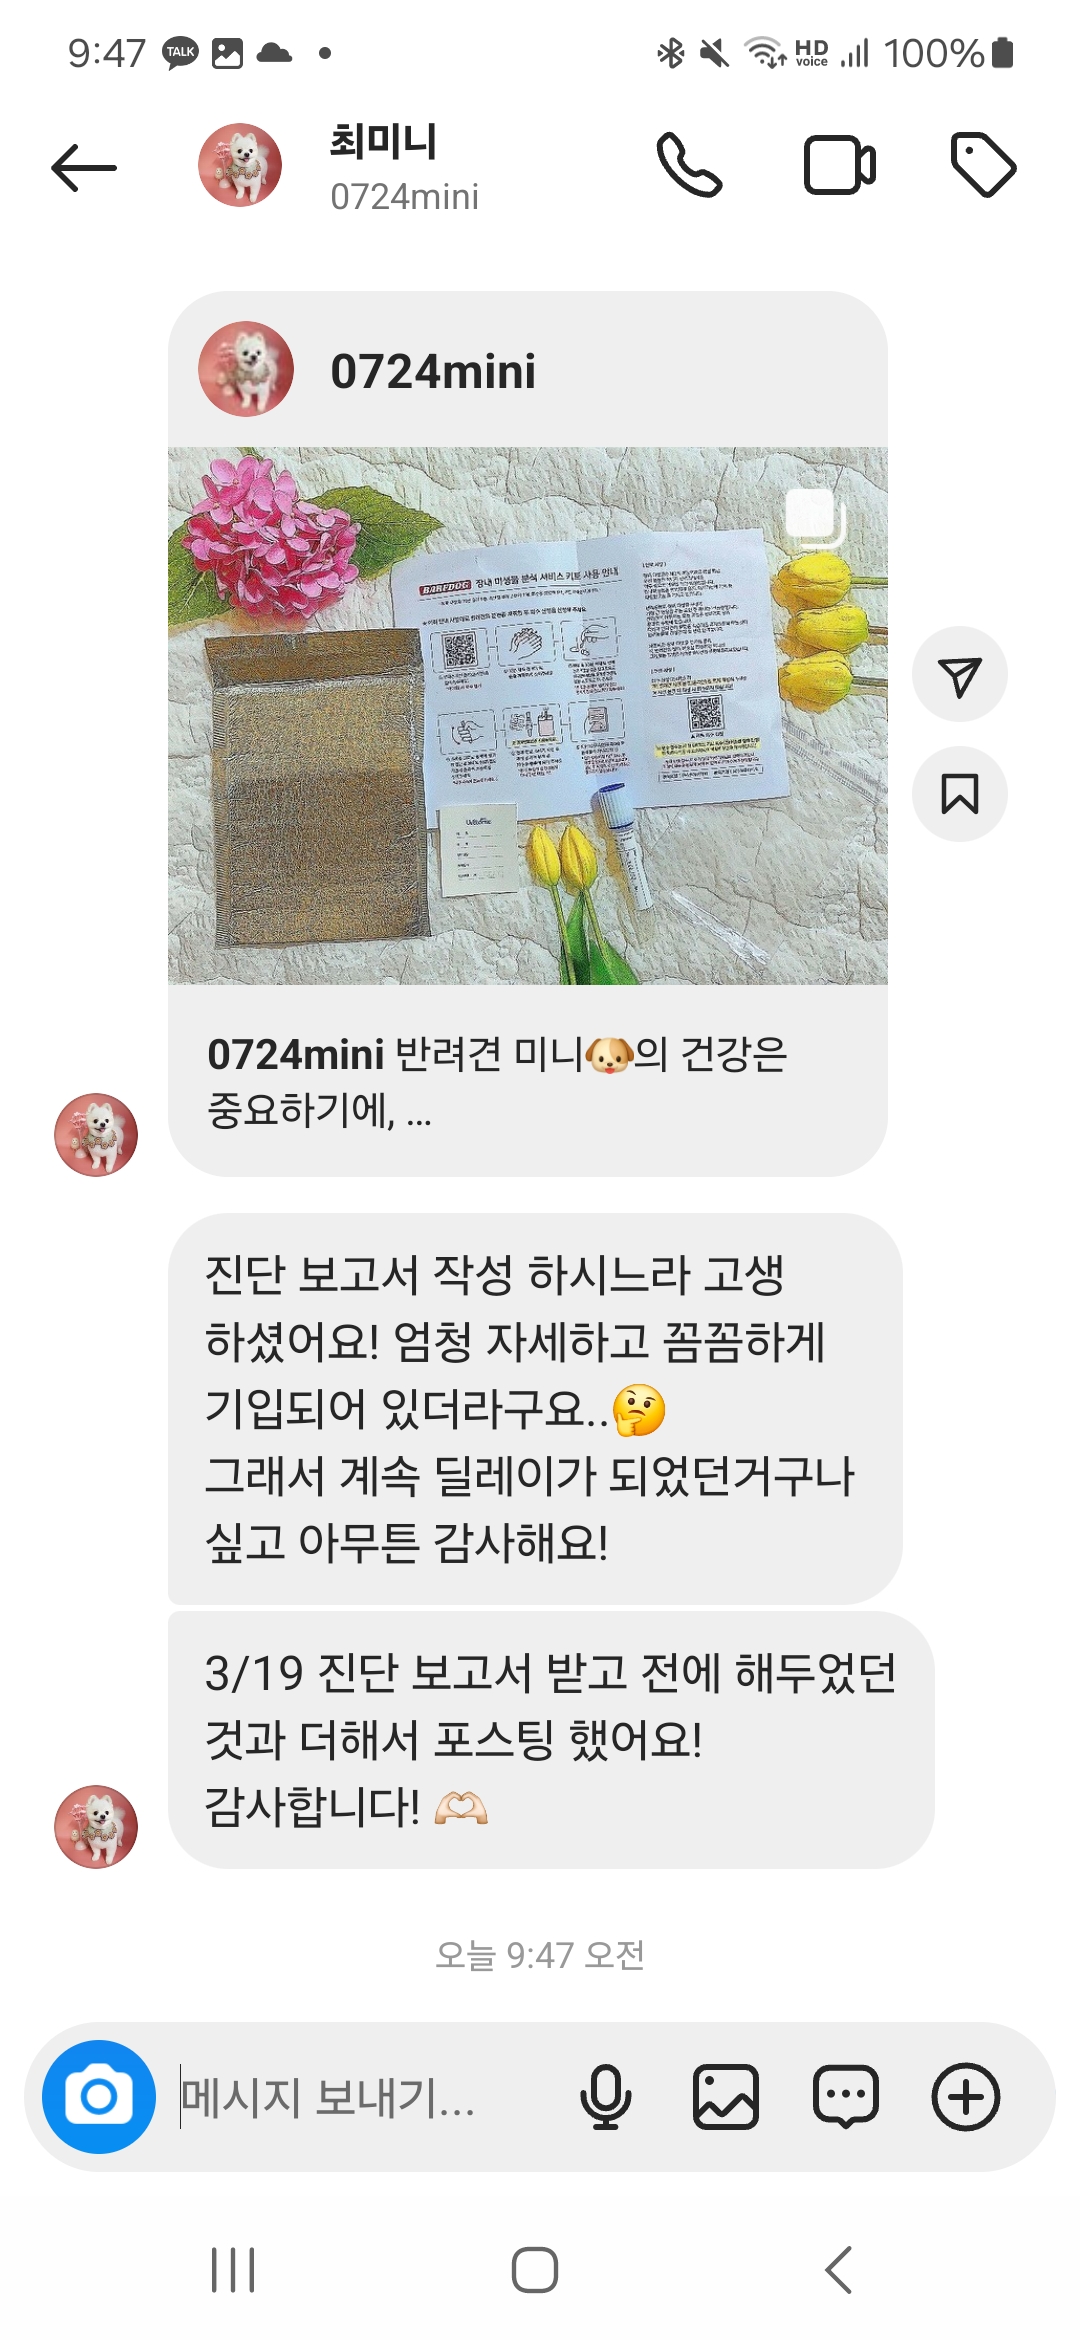 9:47
TALK
HD voice
100%
최미니
0724mini
0724mini
BARFDOG 장내 미생물 분석 서비스 키트 사용 안내
0724mini 반려견 미니🐶의 건강은
중요하기에, ...
진단 보고서 작성 하시느라 고생
하셨어요! 엄청 자세하고 꼼꼼하게
기입되어 있더라구요..🤔
그래서 계속 딜레이가 되었던거구나
싶고 아무튼 감사해요!
3/19 진단 보고서 받고 전에 해두었던
것과 더해서 포스팅 했어요!
감사합니다! 🫶🏻
오늘 9:47 오전
메시지 보내기...